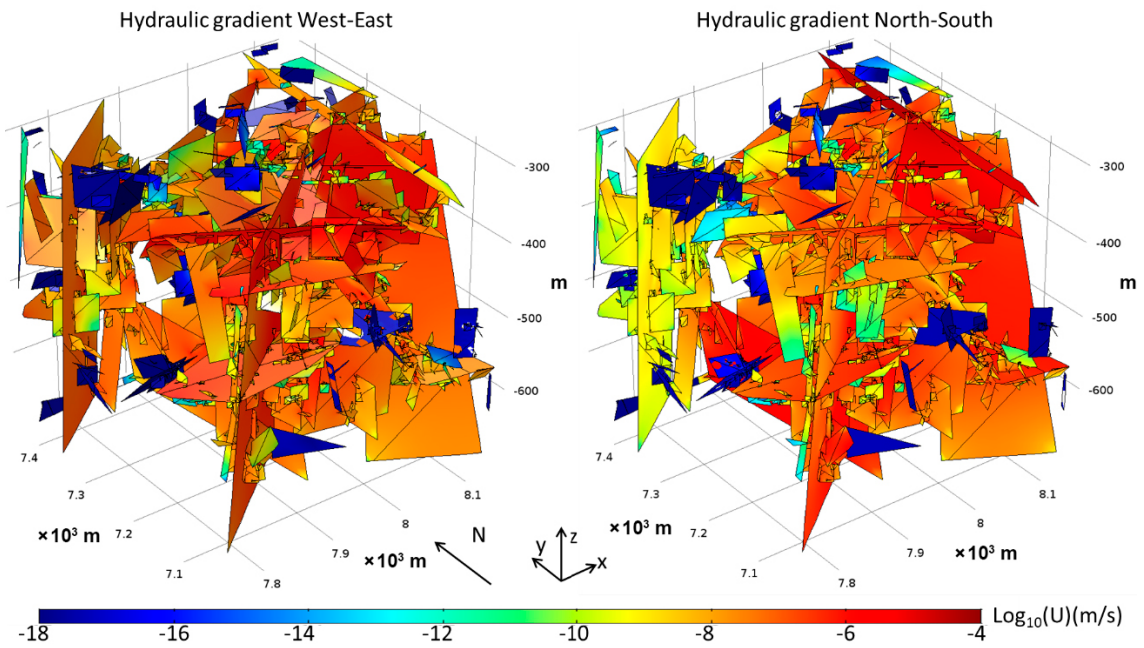 Hydraulic gradient West-East
Hydraulic gradient North-South
-300
-400
m
-500
-600
7.4
7.3
×10³ m
7.2
7.1
7.8
7.9
×10³ m
8
8.1
N
-300
-400
m
-500
-600
7.4
7.3
×10³ m
7.2
7.1
7.8
7.9
×10³ m
8
8.1
y
z
x
-18 -16 -14 -12 -10 -8 -6 -4
Log₁₀(U)(m/s)